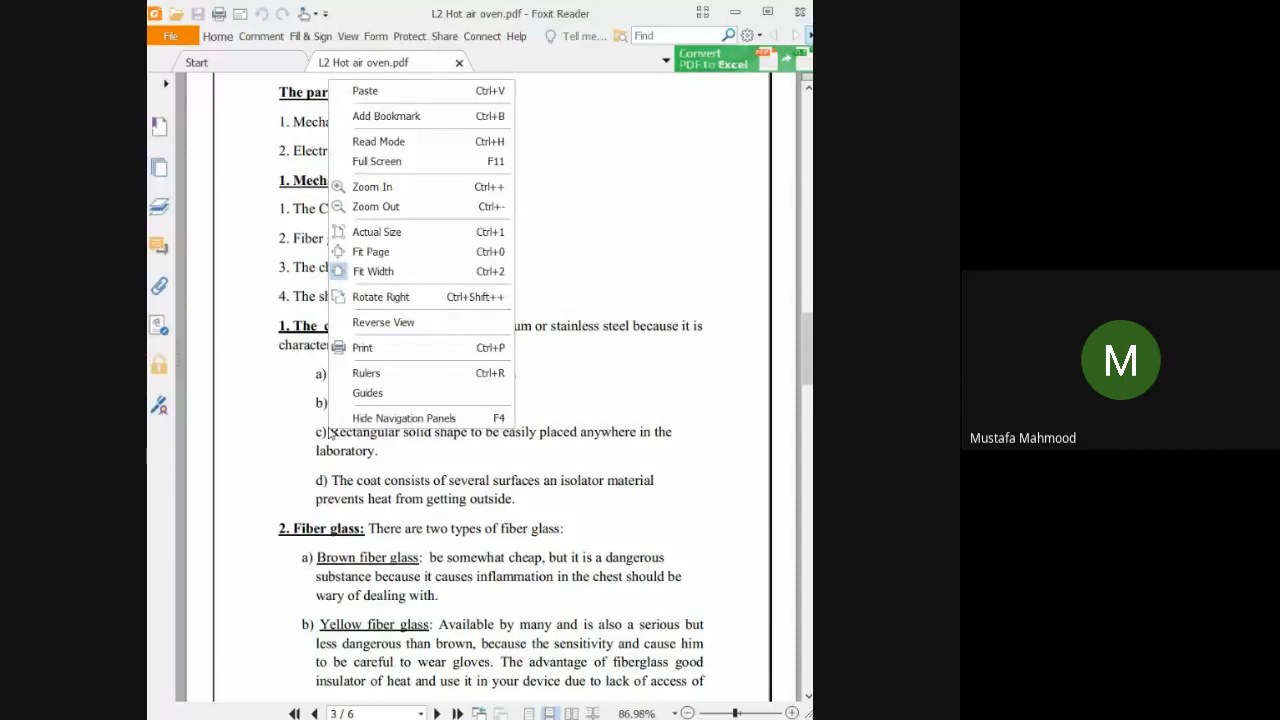 L2 Hot air oven.pdf - Foxit Reader
File Home Comment Fill & Sign View Form Protect Share Connect Help Tell me... Find
Convert
PDF to Excel
Start L2 Hot air oven.pdf
The par
1. Mecha
2. Electr
1. Mech
1. The C
2. Fiber
3. The cl
4. The sh
1. The c um or stainless steel because it is
character
a)
b)
c) Rectangular solid shape to be easily placed anywhere in the
laboratory.
d) The coat consists of several surfaces an isolator material
prevents heat from getting outside.
2. Fiber glass: There are two types of fiber glass:
a) Brown fiber glass: be somewhat cheap, but it is a dangerous
substance because it causes inflammation in the chest should be
wary of dealing with.
b) Yellow fiber glass: Available by many and is also a serious but
less dangerous than brown, because the sensitivity and cause him
to be careful to wear gloves. The advantage of fiberglass good
insulator of heat and use it in your device due to lack of access of
Paste Ctrl+V
Add Bookmark Ctrl+B
Read Mode Ctrl+H
Full Screen F11
Zoom In Ctrl++
Zoom Out Ctrl+-
Actual Size Ctrl+1
Fit Page Ctrl+0
Fit Width Ctrl+2
Rotate Right Ctrl+Shift++
Reverse View
Print Ctrl+P
Rulers Ctrl+R
Guides
Hide Navigation Panels F4
3 / 6 86.98%
M
Mustafa Mahmood